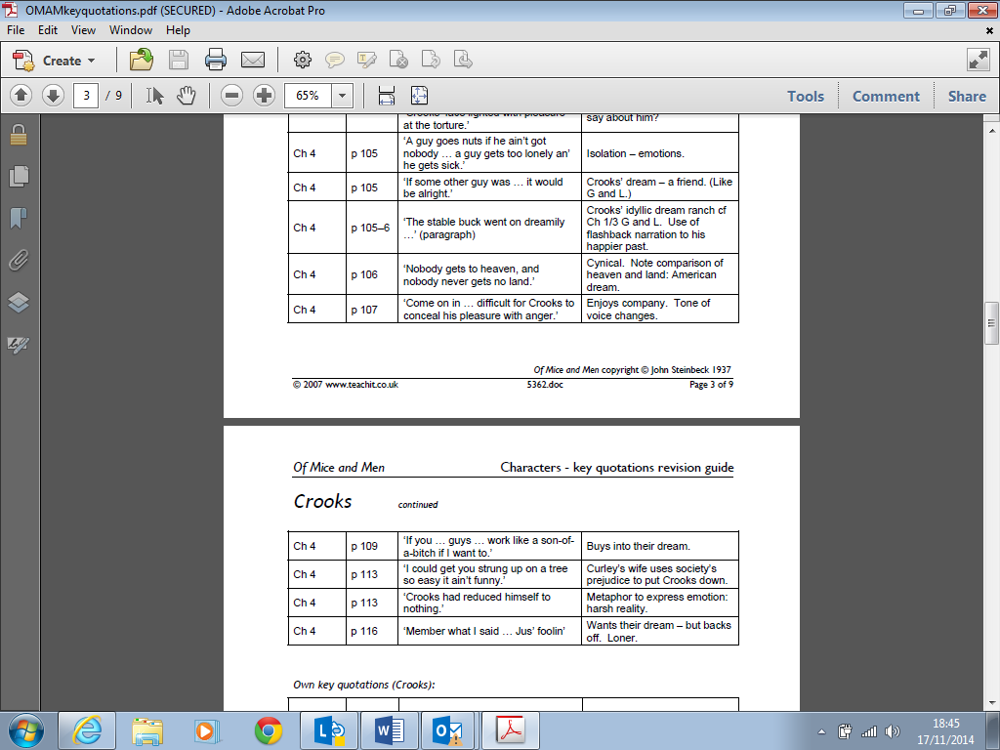 OMAMkeyquotations.pdf (SECURED) - Adobe Acrobat Pro
File Edit View Window Help
Create
3 / 9 65% Tools Comment Share
'Crooks' face lighted with pleasure
at the torture.'
say about him?
Ch 4
p 105
'A guy goes nuts if he ain't got
nobody … a guy gets too lonely an'
he gets sick.'
Isolation – emotions.
Ch 4
p 105
'If some other guy was … it would
be alright.'
Crooks' dream – a friend. (Like
G and L.)
Ch 4
p 105–6
'The stable buck went on dreamily
…' (paragraph)
Crooks' idyllic dream ranch cf
Ch 1/3 G and L. Use of
flashback narration to his
happier past.
Ch 4
p 106
'Nobody gets to heaven, and
nobody never gets no land.'
Cynical. Note comparison of
heaven and land: American
dream.
Ch 4
p 107
'Come on in … difficult for Crooks to
conceal his pleasure with anger.'
Enjoys company. Tone of
voice changes.
Of Mice and Men copyright © John Steinbeck 1937
© 2007 www.teachit.co.uk 5362.doc Page 3 of 9
Of Mice and Men Characters - key quotations revision guide
Crooks continued
Ch 4
p 109
'If you … guys … work like a son-of-
a-bitch if I want to.'
Buys into their dream.
Ch 4
p 113
'I could get you strung up on a tree
so easy it ain't funny.'
Curley's wife uses society's
prejudice to put Crooks down.
Ch 4
p 113
'Crooks had reduced himself to
nothing.'
Metaphor to express emotion:
harsh reality.
Ch 4
p 116
'Member what I said … Jus' foolin'
Wants their dream – but backs
off. Loner.
Own key quotations (Crooks):
18:45
17/11/2014